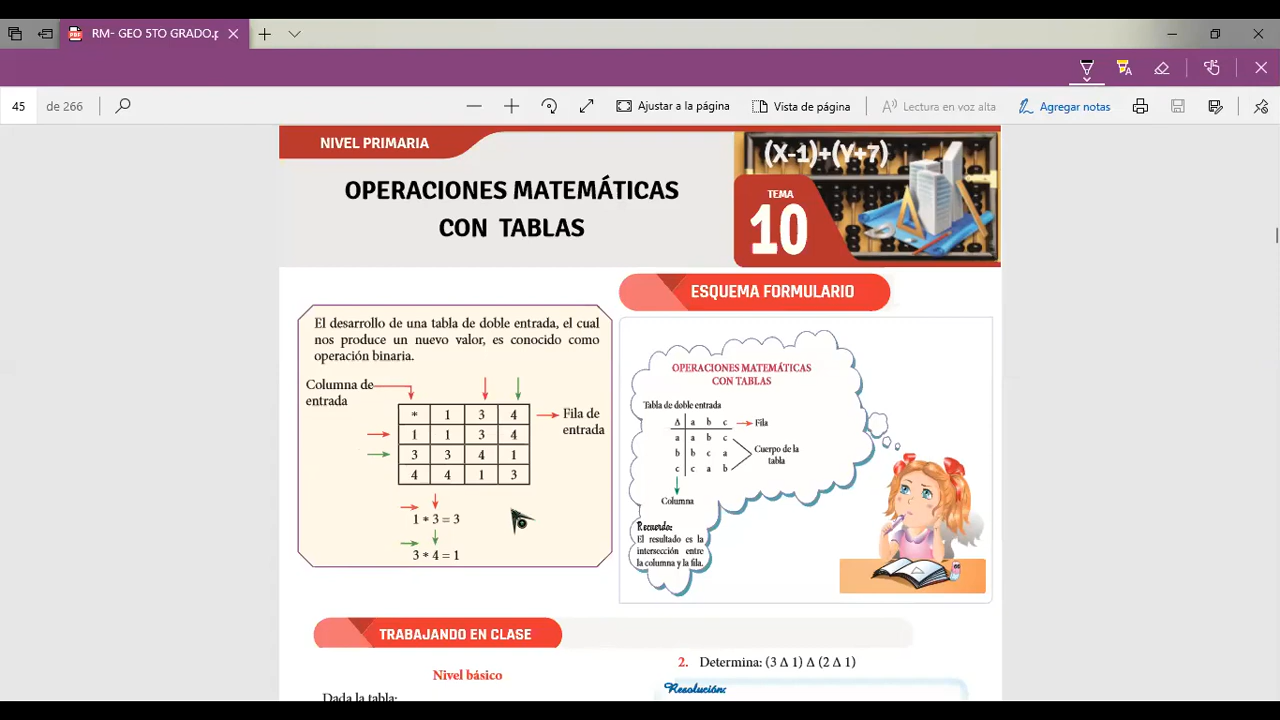 RM- GEO 5TO GRADO.p
45 de 266
Ajustar a la página
Vista de página
Lectura en voz alta
Agregar notas
NIVEL PRIMARIA
OPERACIONES MATEMÁTICAS
CON TABLAS
(X-1)+(Y+7)
TEMA
10
El desarrollo de una tabla de doble entrada, el cual
nos produce un nuevo valor, es conocido como
operación binaria.
Columna de
entrada
* 1 3 4
1 1 3 4
3 3 4 1
4 4 1 3
Fila de
entrada
1 * 3 = 3
3 * 4 = 1
ESQUEMA FORMULARIO
OPERACIONES MATEMÁTICAS
CON TABLAS
Tabla de doble entrada
Δ a b c
a a b c
b b c a
c c a b
Fila
Cuerpo de la
tabla
Columna
Recuerdo:
El resultado es la
intersección entre
la columna y la fila.
TRABAJANDO EN CLASE
Nivel básico
Dada la tabla:
2. Determina: (3 Δ 1) Δ (2 Δ 1)
Resolución: